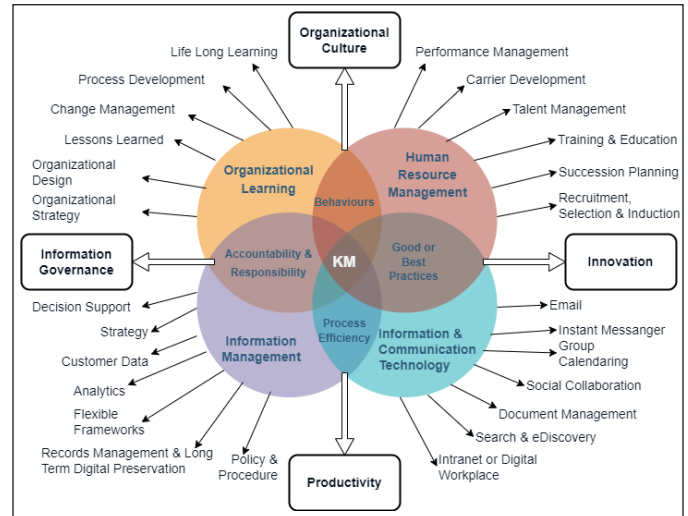 Organizational
Culture
Life Long Learning
Process Development
Change Management
Lessons Learned
Organizational
Design
Organizational
Strategy
Performance Management
Carrier Development
Talent Management
Training & Education
Succession Planning
Recruitment,
Selection & Induction
Organizational
Learning
Behaviours
Human
Resource
Management
Information
Governance
Accountability &
Responsibility
KM
Good or
Best
Practices
Innovation
Decision Support
Strategy
Customer Data
Analytics
Flexible
Frameworks
Records Management & Long
Term Digital Preservation
Policy &
Procedure
Information
Management
Process
Efficiency
Information &
Communication
Technology
Email
Instant Messanger
Group
Calendaring
Social Collaboration
Document Management
Search & eDiscovery
Intranet or Digital
Workplace
Productivity